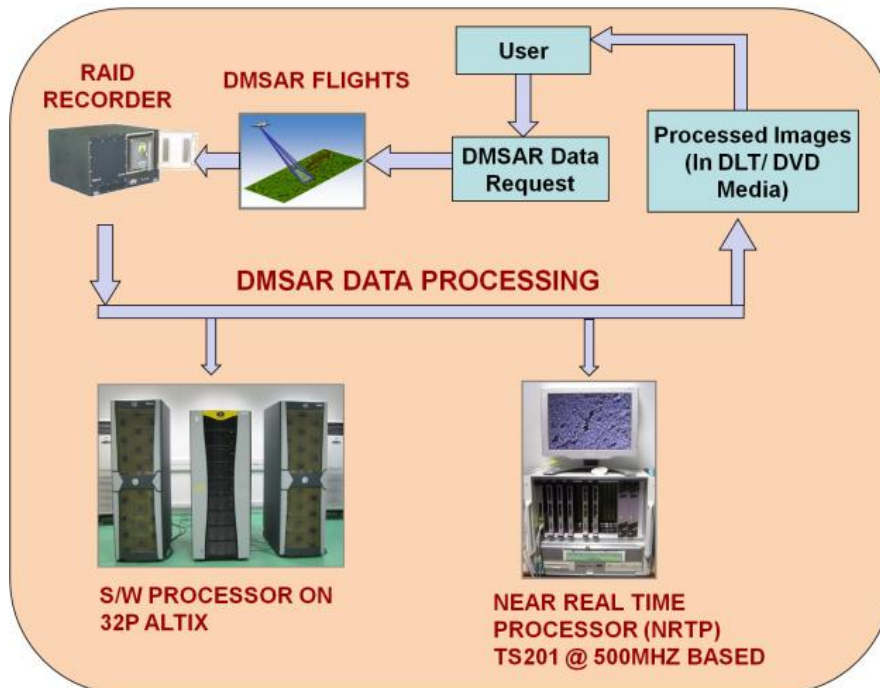 User
RAID
RECORDER
DMSAR FLIGHTS
DMSAR Data
Request
Processed Images
(In DLT/ DVD
Media)
DMSAR DATA PROCESSING
S/W PROCESSOR ON
32P ALTIX
NEAR REAL TIME
PROCESSOR (NRTP)
TS201 @ 500MHZ BASED